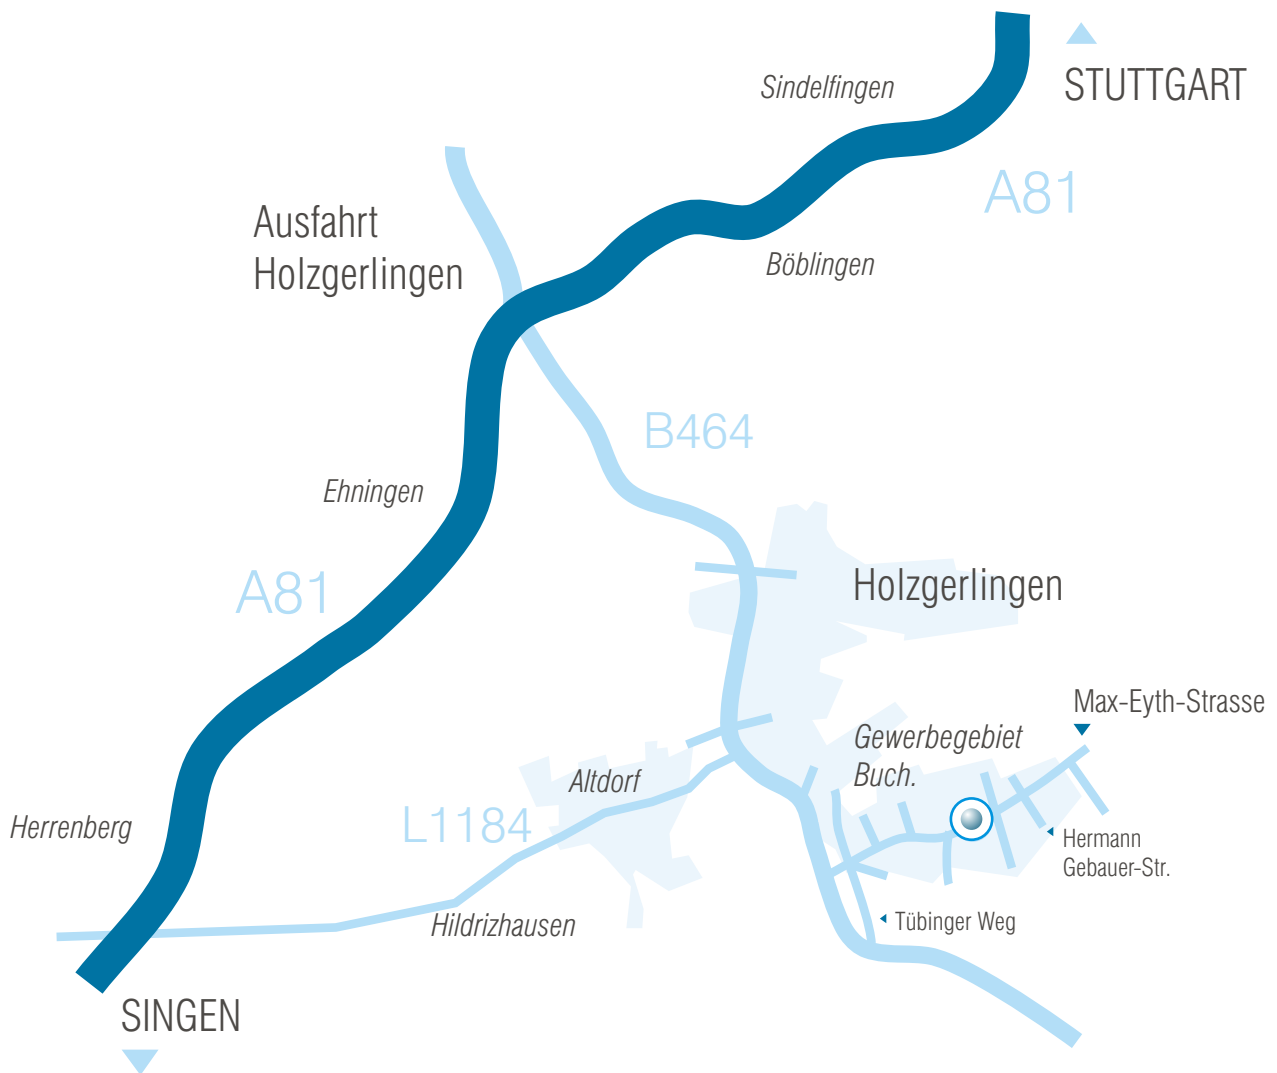 Sindelfingen
STUTTGART
A81
Ausfahrt
Holzgerlingen
Böblingen
B464
Ehningen
A81
Holzgerlingen
Max-Eyth-Strasse
Gewerbegebiet
Buch.
Altdorf
L1184
Herrenberg
Hermann
Gebauer-Str.
Hildrizhausen
Tübinger Weg
SINGEN